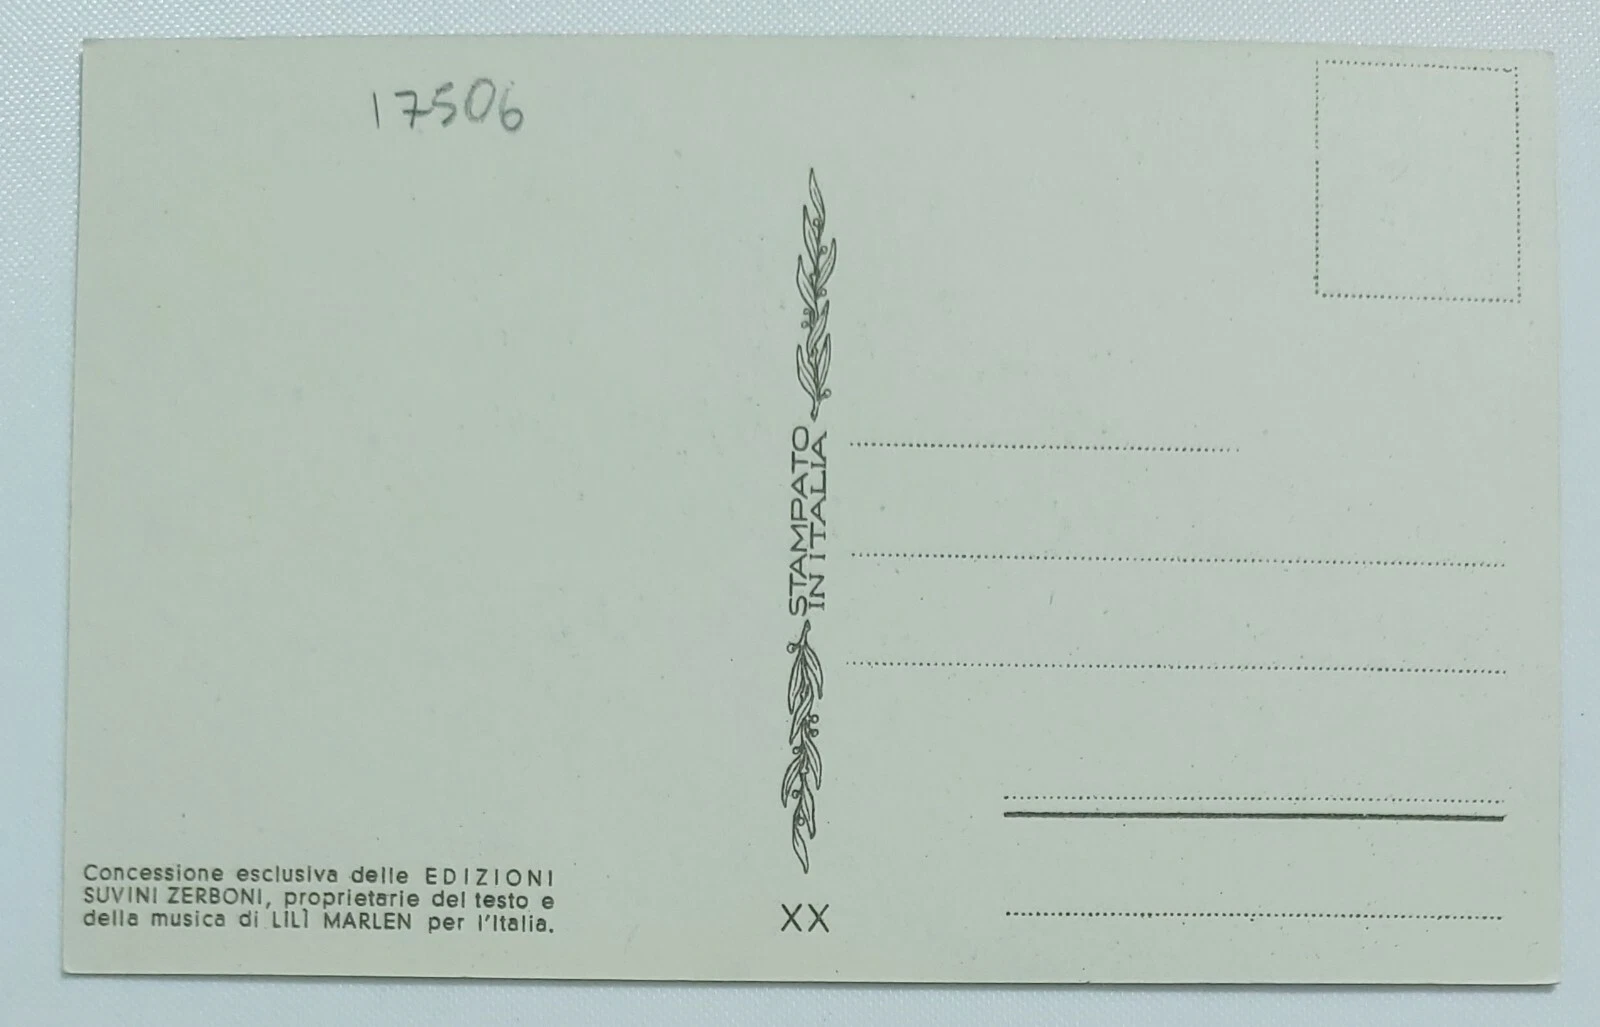 17506
STAMPATO
IN ITALIA
Concessione esclusiva delle EDIZIONI
SUVINI ZERBONI, proprietarie del testo e
della musica di LILÌ MARLEN per l'Italia.
XX